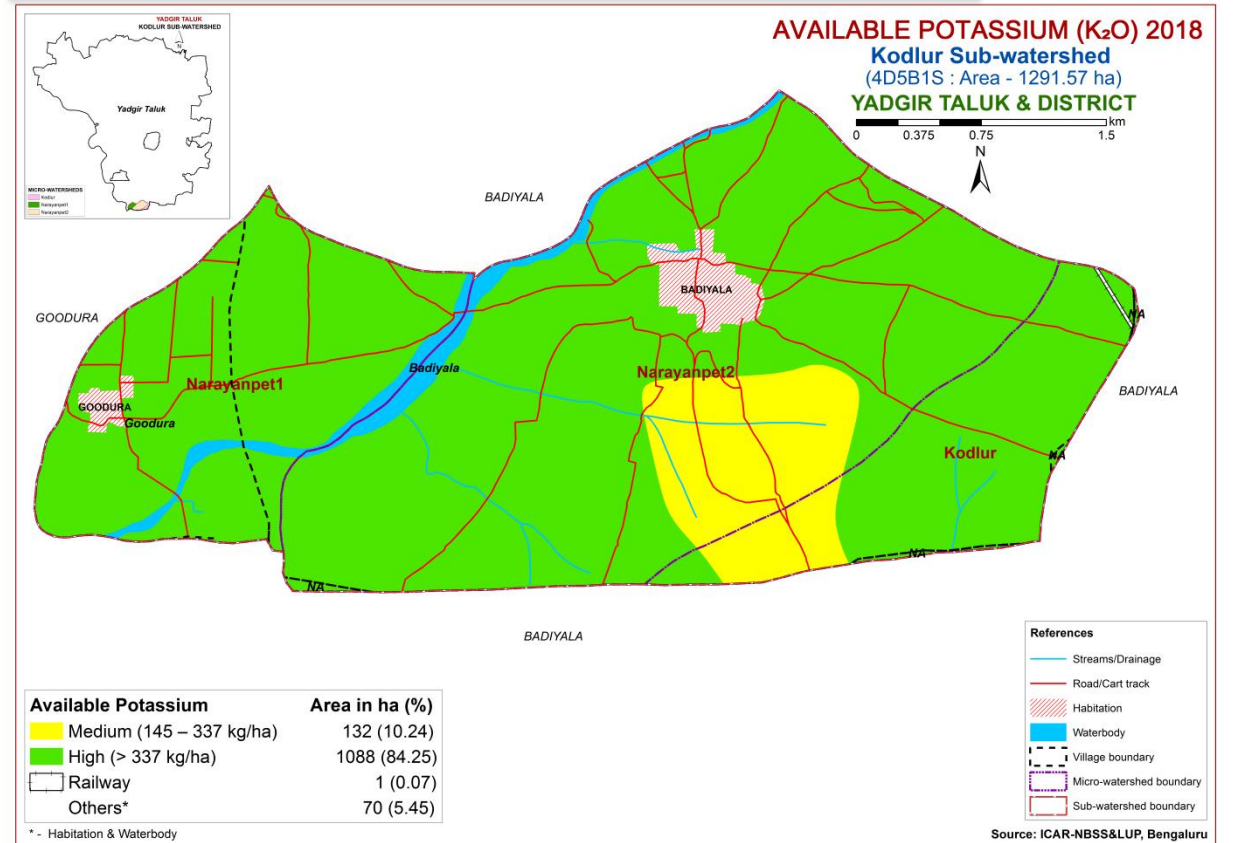 YADGIR TALUK
KODLUR SUB-WATERSHED
N
Yadgir Taluk
MICRO-WATERSHEDS
Kodlur
Narayanpet1
Narayanpet2
AVAILABLE POTASSIUM (K₂O) 2018
Kodlur Sub-watershed
(4D5B1S : Area - 1291.57 ha)
YADGIR TALUK & DISTRICT
km
0 0.375 0.75 1.5
N
BADIYALA
BADIYALA
GOODURA
NA
Badiyala
Narayanpet2
Narayanpet1
BADIYALA
GOODURA
Goodura
Kodlur
NA
NA
NA
BADIYALA
References
Streams/Drainage
Road/Cart track
Habitation
Waterbody
Village boundary
Micro-watershed boundary
Sub-watershed boundary
Available Potassium Area in ha (%)
Medium (145 – 337 kg/ha) 132 (10.24)
High (> 337 kg/ha) 1088 (84.25)
Railway 1 (0.07)
Others* 70 (5.45)
* - Habitation & Waterbody
Source: ICAR-NBSS&LUP, Bengaluru